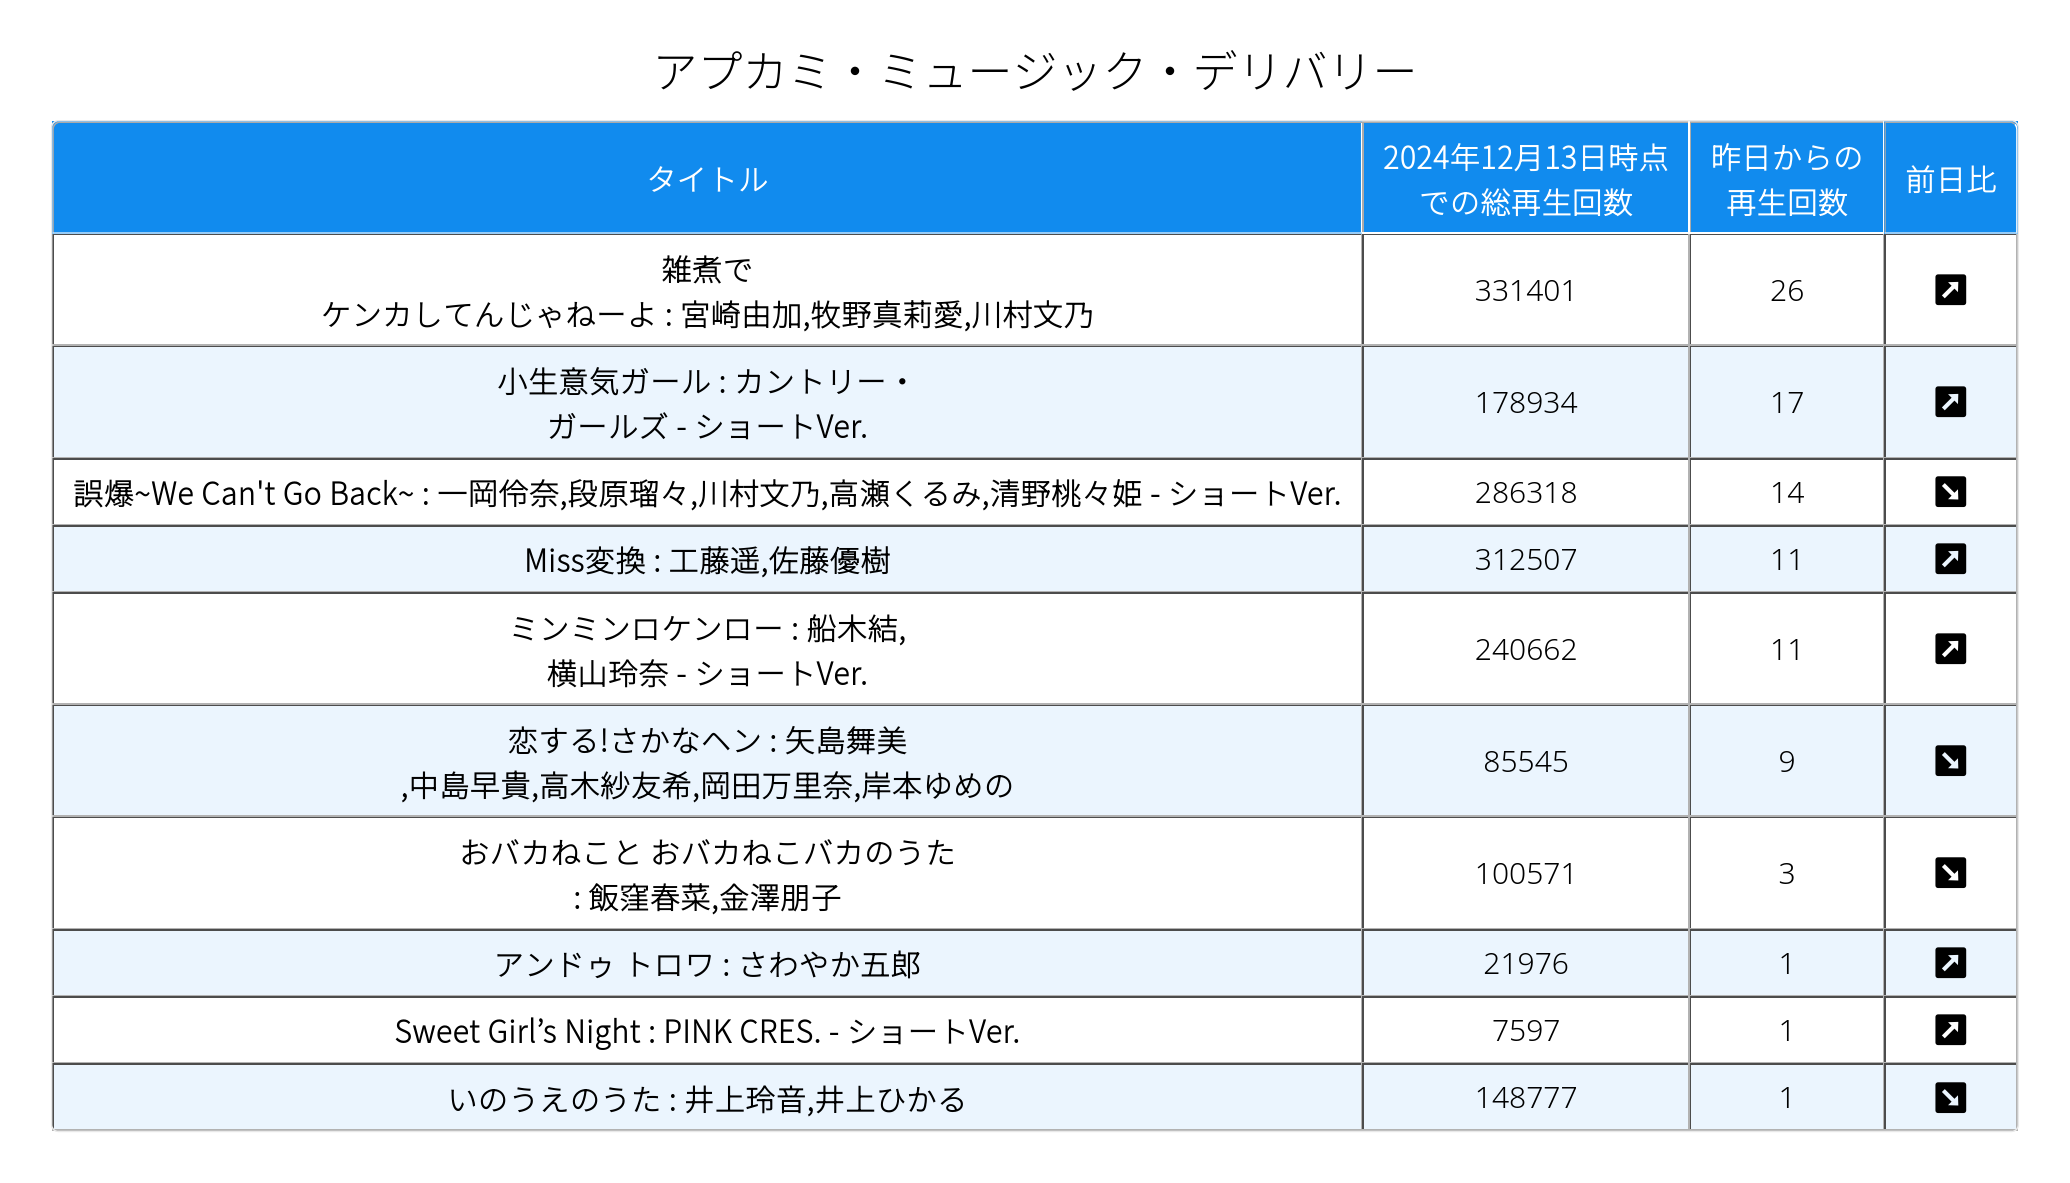 アプカミ・ミュージック・デリバリー
タイトル
2024年12月13日時点
での総再生回数
昨日からの
再生回数
前日比
雑煮で
ケンカしてんじゃねーよ : 宮崎由加,牧野真莉愛,川村文乃
331401
26
小生意気ガール : カントリー・
ガールズ - ショートVer.
178934
17
誤爆~We Can't Go Back~ : 一岡伶奈,段原瑠々,川村文乃,高瀬くるみ,清野桃々姫 - ショートVer.
286318
14
Miss変換 : 工藤遥,佐藤優樹
312507
11
ミンミンロケンロー : 船木結,
横山玲奈 - ショートVer.
240662
11
恋する!さかなヘン : 矢島舞美
,中島早貴,高木紗友希,岡田万里奈,岸本ゆめの
85545
9
おバカねこと おバカねこバカのうた
: 飯窪春菜,金澤朋子
100571
3
アンドゥ トロワ : さわやか五郎
21976
1
Sweet Girl’s Night : PINK CRES. - ショートVer.
7597
1
いのうえのうた : 井上玲音,井上ひかる
148777
1